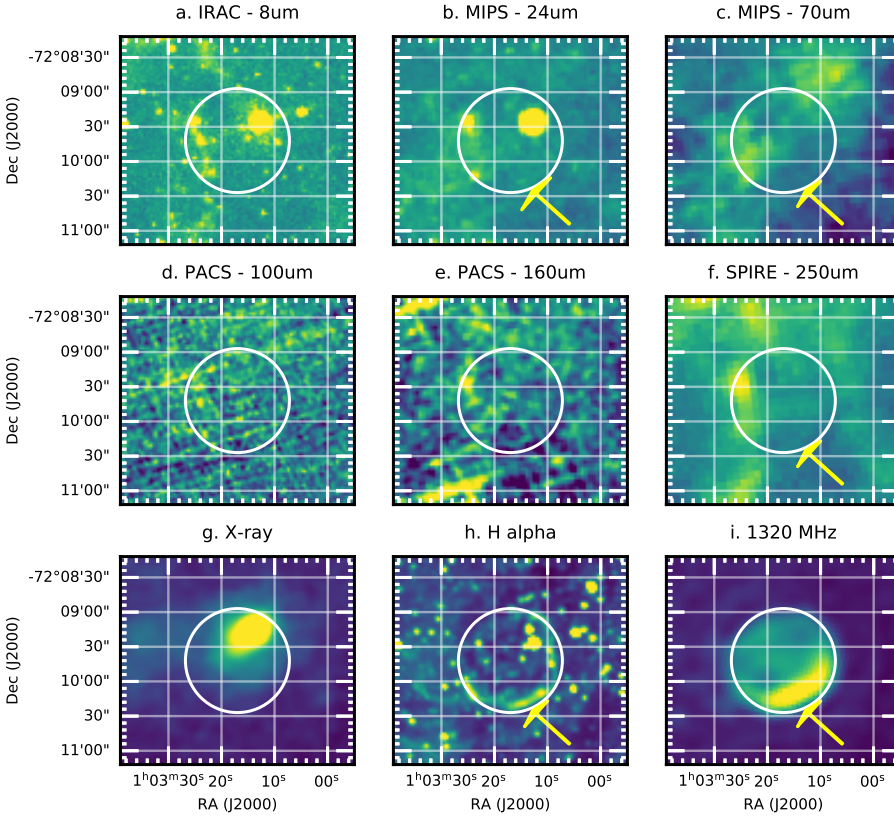 a. IRAC - 8um
b. MIPS - 24um
c. MIPS - 70um
-72°08'30"
09'00"
30"
10'00"
30"
11'00"
Dec (J2000)
d. PACS - 100um
e. PACS - 160um
f. SPIRE - 250um
-72°08'30"
09'00"
30"
10'00"
30"
11'00"
Dec (J2000)
g. X-ray
h. H alpha
i. 1320 MHz
-72°08'30"
09'00"
30"
10'00"
30"
11'00"
Dec (J2000)
1ʰ03ᵐ30ˢ 20ˢ 10ˢ 00ˢ
20ˢ 10ˢ 00ˢ
20ˢ 10ˢ 00ˢ
RA (J2000)
RA (J2000)
RA (J2000)